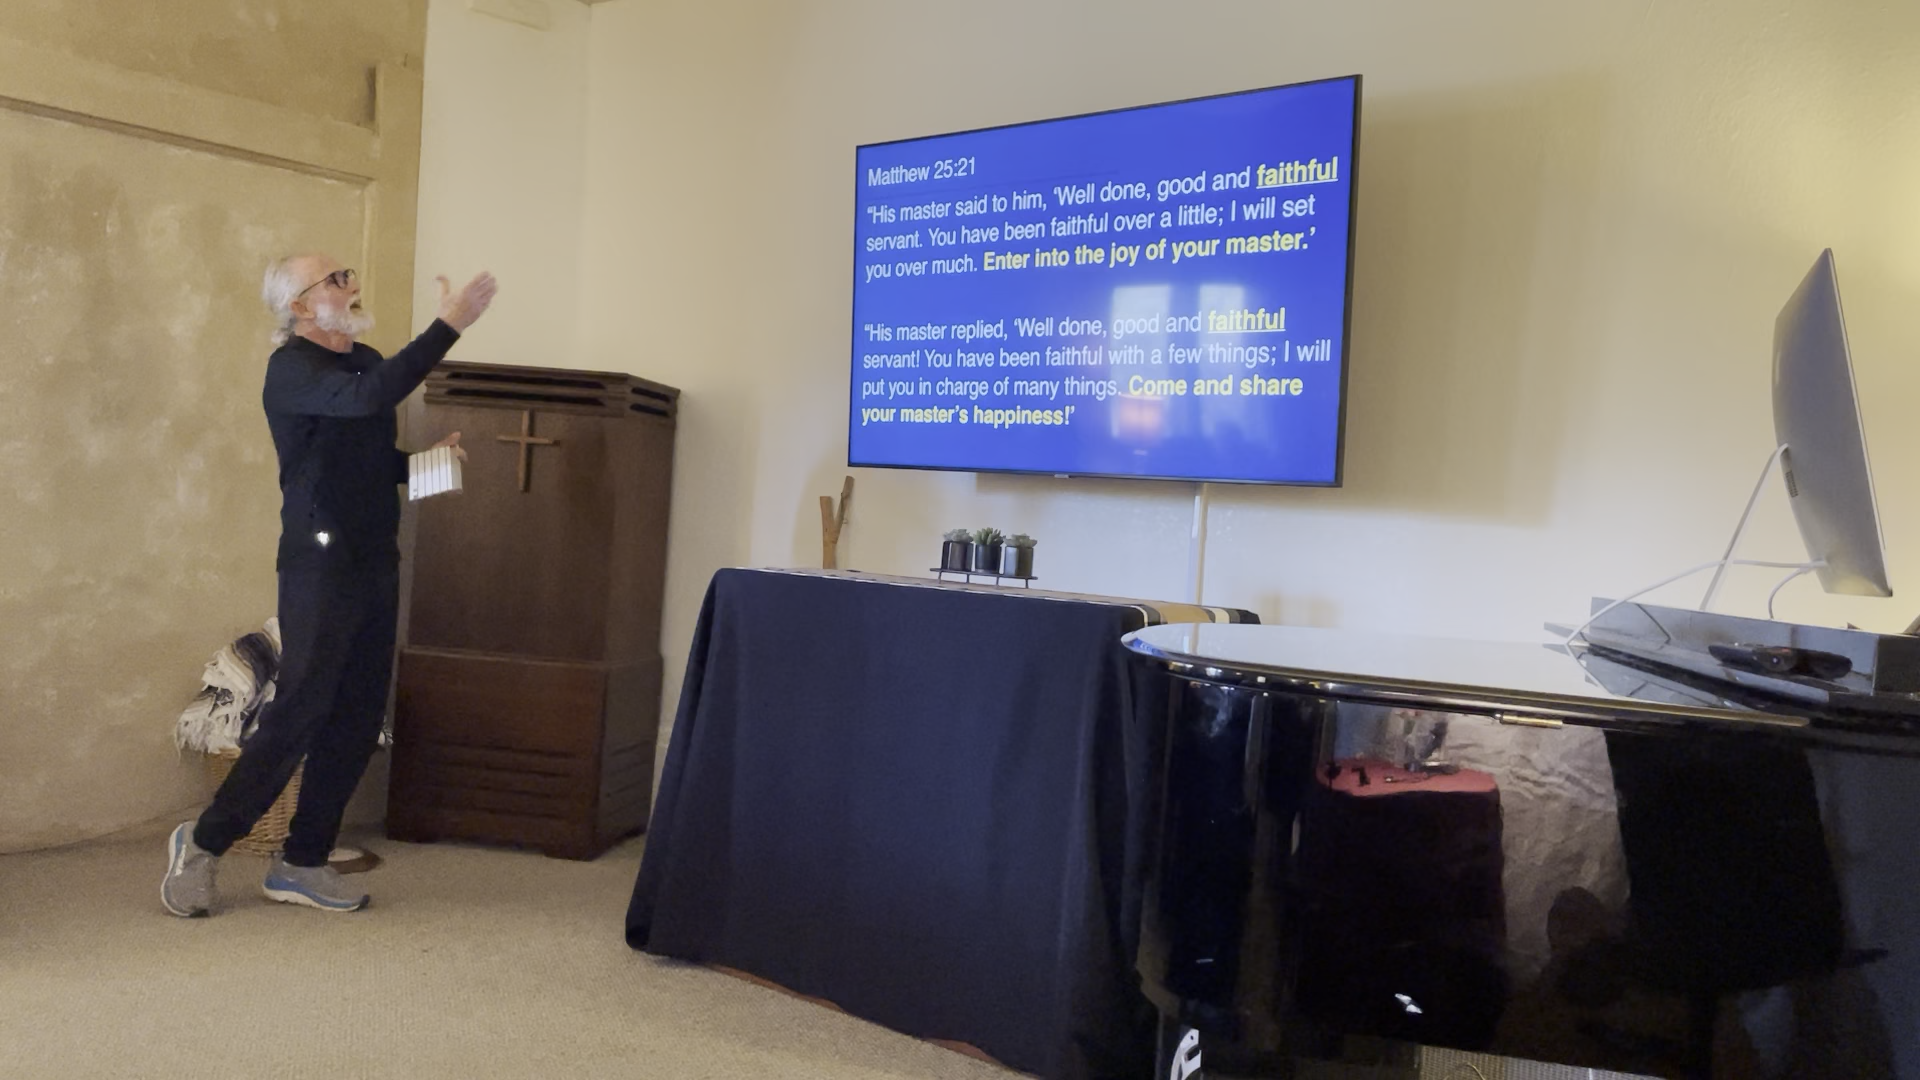 Matthew 25:21
“His master said to him, ‘Well done, good and faithful
servant. You have been faithful over a little; I will set
you over much. Enter into the joy of your master.’
“His master replied, ‘Well done, good and faithful
servant! You have been faithful with a few things; I will
put you in charge of many things. Come and share
your master’s happiness!’